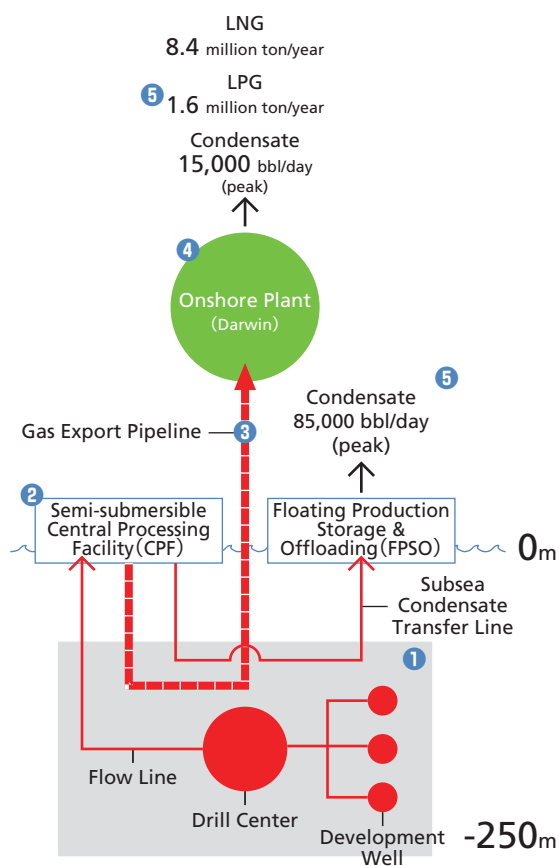 LNG
8.4 million ton/year
LPG
5 1.6 million ton/year
Condensate
15,000 bbl/day
(peak)
4
Onshore Plant
(Darwin)
5
Condensate
85,000 bbl/day
(peak)
Gas Export Pipeline
3
2
Semi-submersible
Central Processing
Facility(CPF)
Floating Production
Storage &
Offloading(FPSO)
0m
Subsea
Condensate
Transfer Line
1
Flow Line
Drill Center
Development
Well
-250m